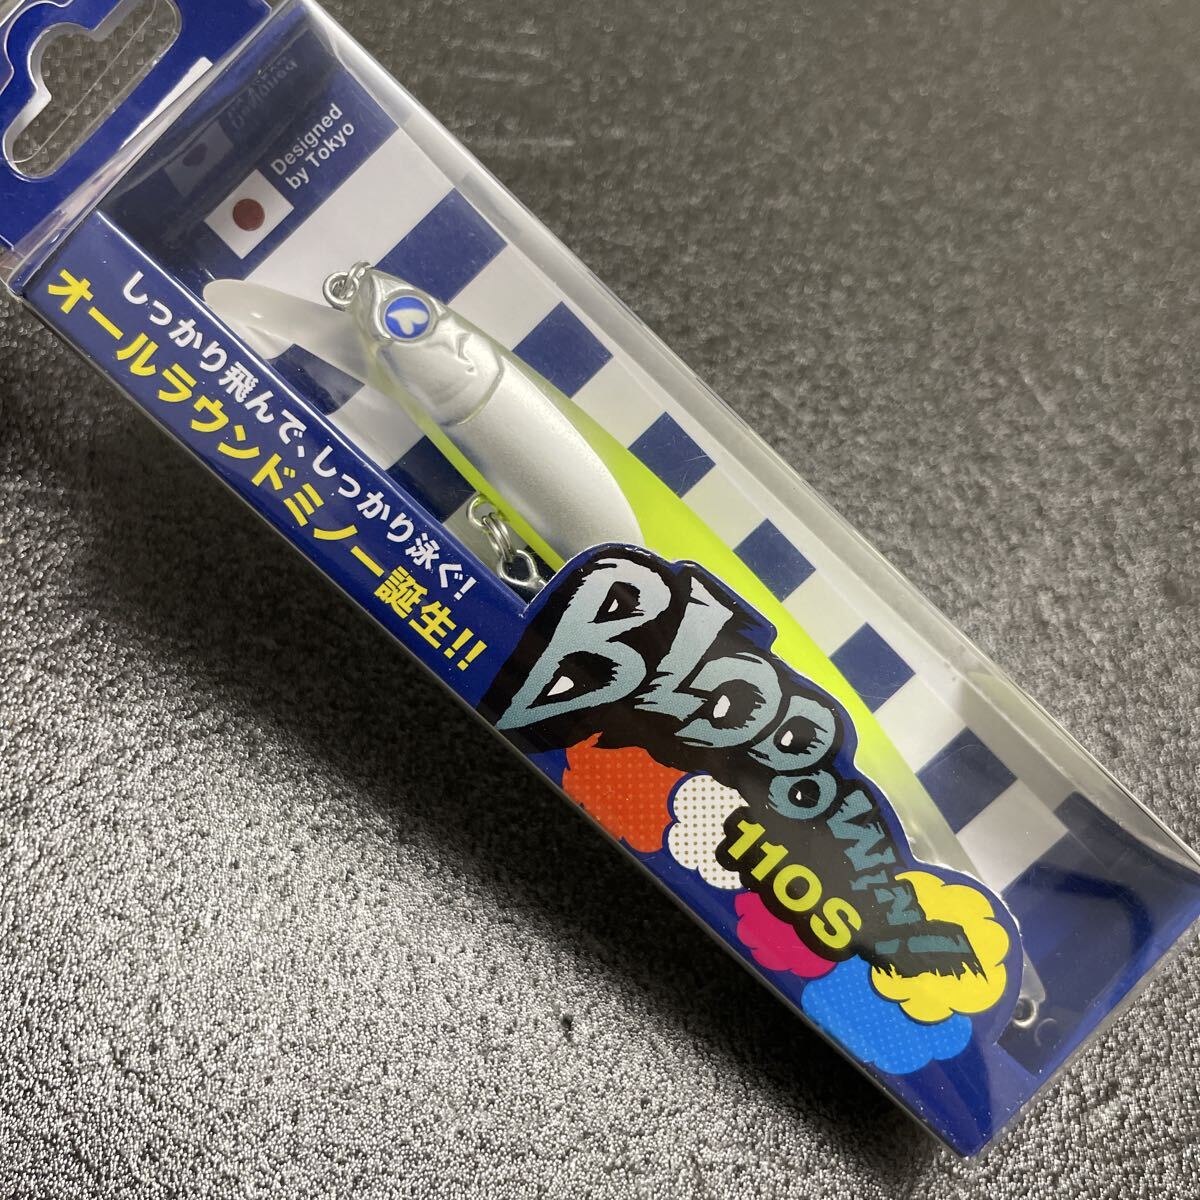 Designed
by Tokyo
しっかり飛んで、しっかり泳ぐ!
オールラウンドミノー誕生!!
BLooowin!
110S